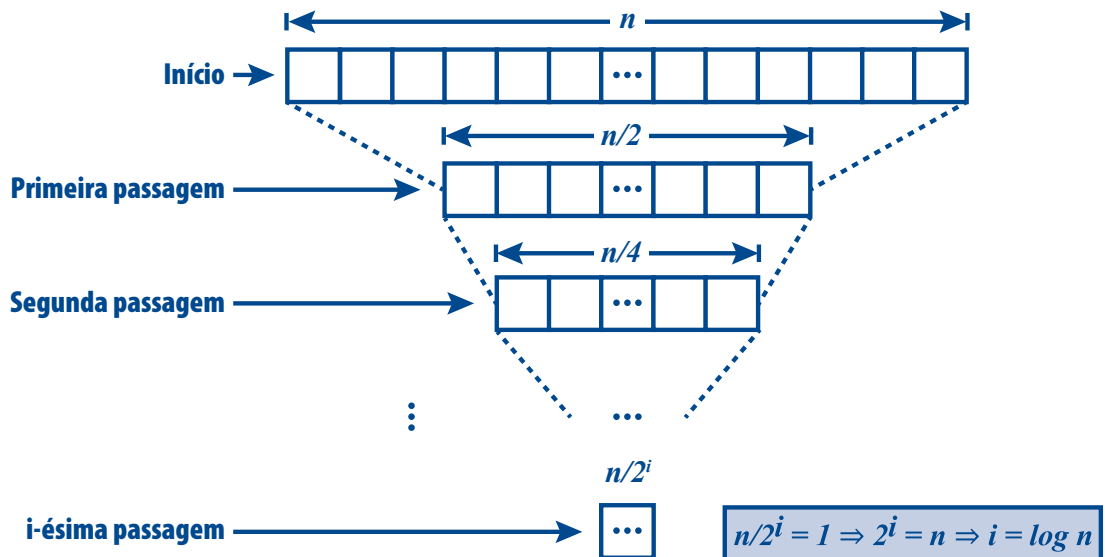 n
Início ...
n/2
Primeira passagem ...
n/4
Segunda passagem ...
⋮ ...
n/2ⁱ
i-ésima passagem ...
n/2ⁱ = 1 ⇒ 2ⁱ = n ⇒ i = log n